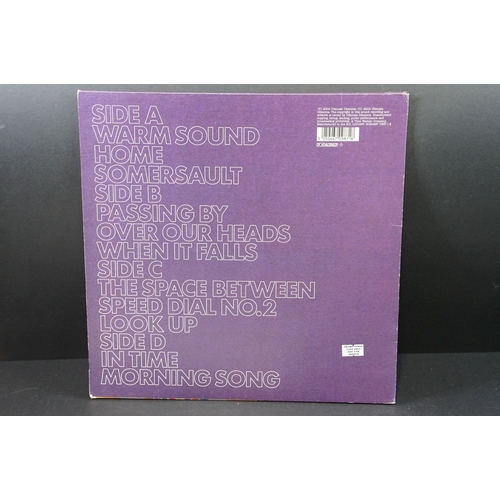 SIDE A
WARM SOUND
HOME
SOMERSAULT
SIDE B
PASSING BY
OVER OUR HEADS
WHEN IT FALLS
SIDE C
THE SPACE BETWEEN
SPEED DIAL NO.2
LOOK UP
SIDE D
IN TIME
MORNING SONG